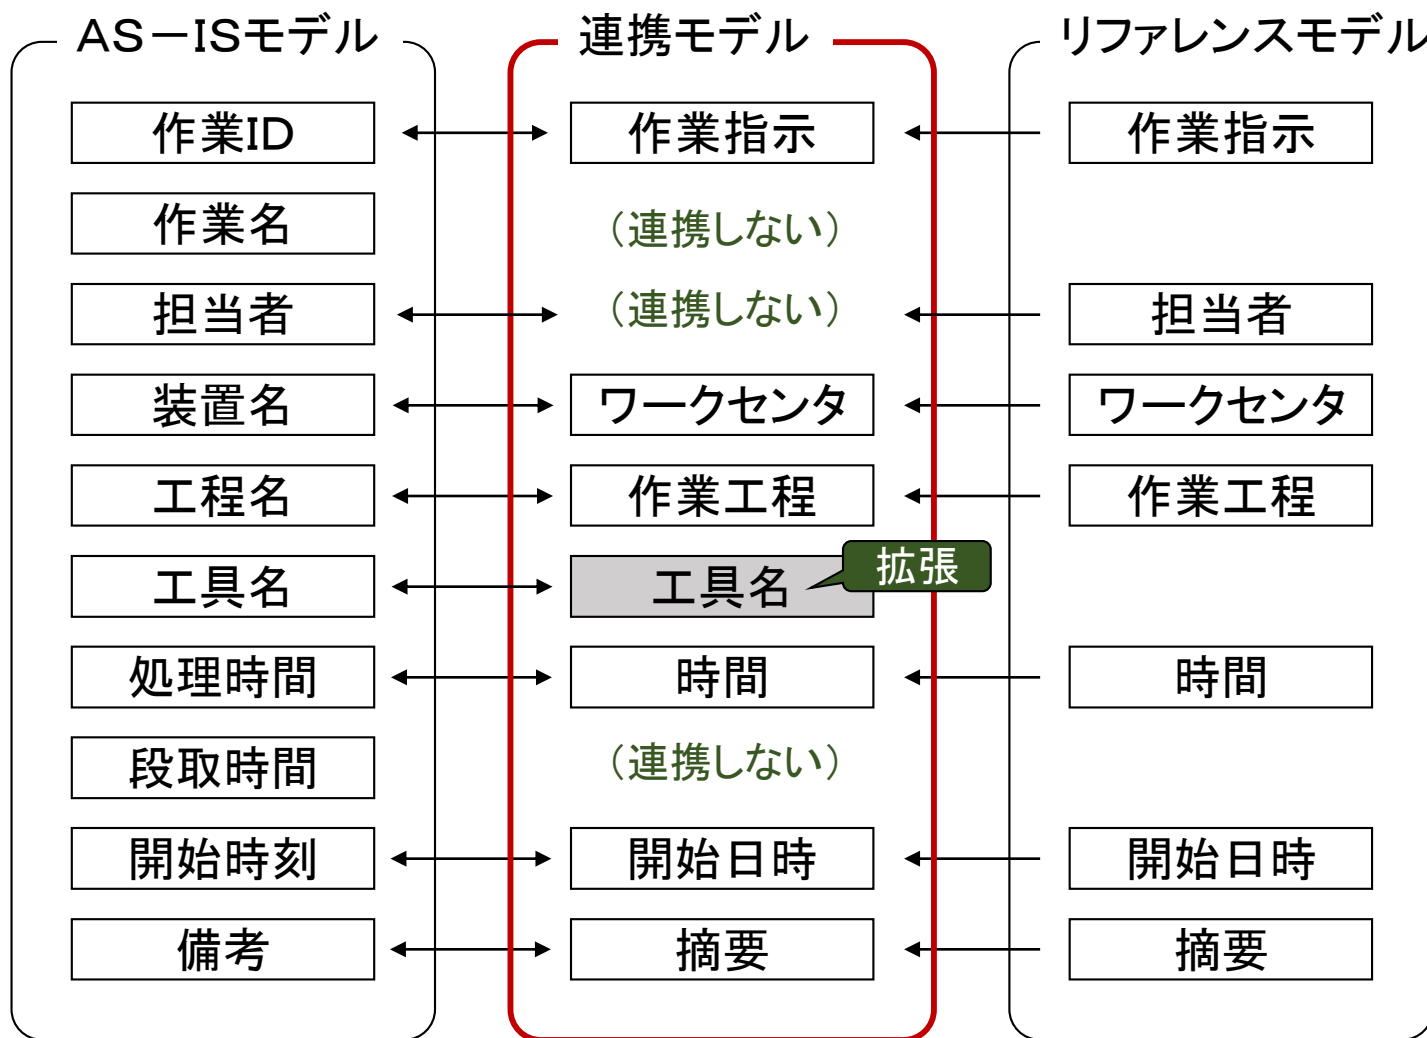 AS－ISモデル 連携モデル リファレンスモデル
作業ID 作業指示 作業指示
作業名 （連携しない）
担当者 （連携しない） 担当者
装置名 ワークセンタ ワークセンタ
工程名 作業工程 作業工程
工具名 工具名 拡張
処理時間 時間 時間
段取時間 （連携しない）
開始時刻 開始日時 開始日時
備考 摘要 摘要